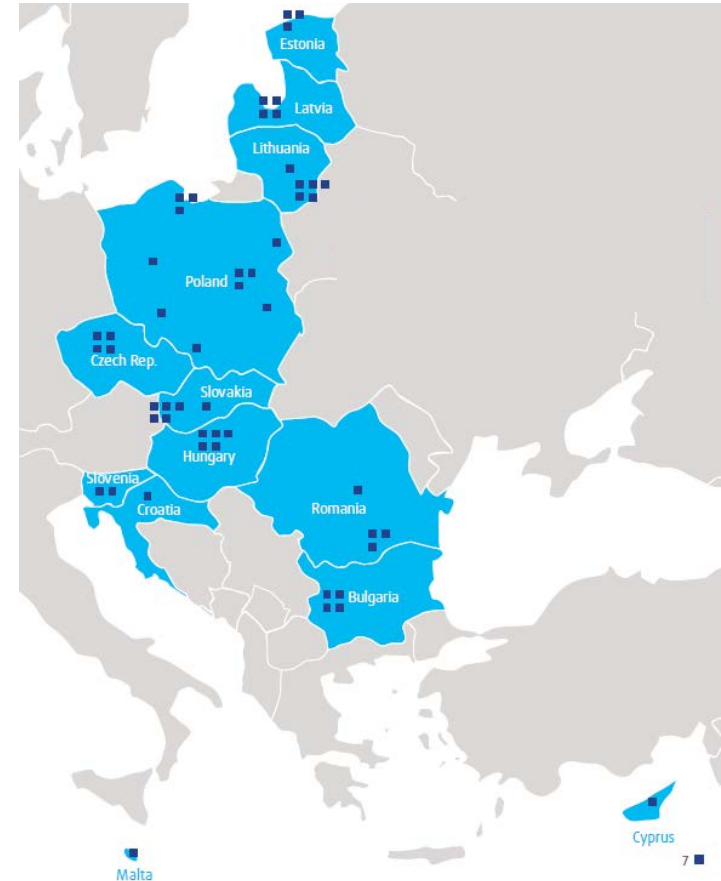 Estonia
Latvia
Lithuania
Poland
Czech Rep.
Slovakia
Hungary
Slovenia
Croatia
Romania
Bulgaria
Cyprus
7
Malta